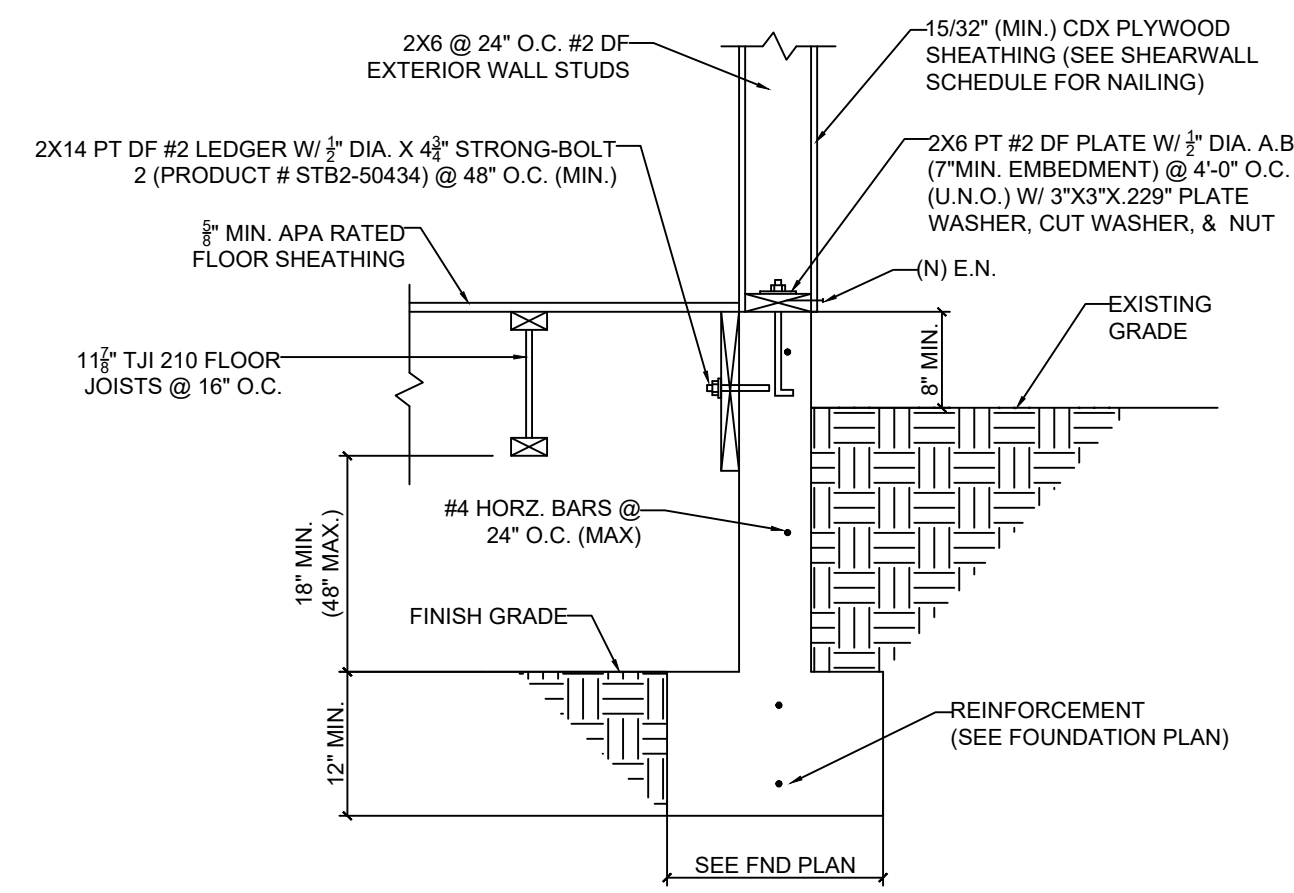 2X6 @ 24" O.C. #2 DF
EXTERIOR WALL STUDS
15/32" (MIN.) CDX PLYWOOD
SHEATHING (SEE SHEARWALL
SCHEDULE FOR NAILING)
2X14 PT DF #2 LEDGER W/ 1/2" DIA. X 4 3/4" STRONG-BOLT
2 (PRODUCT # STB2-50434) @ 48" O.C. (MIN.)
2X6 PT #2 DF PLATE W/ 1/2" DIA. A.B
(7"MIN. EMBEDMENT) @ 4'-0" O.C.
(U.N.O.) W/ 3"X3"X.229" PLATE
WASHER, CUT WASHER, & NUT
5/8" MIN. APA RATED
FLOOR SHEATHING
(N) E.N.
EXISTING
GRADE
8" MIN.
11 7/8" TJI 210 FLOOR
JOISTS @ 16" O.C.
#4 HORZ. BARS @
24" O.C. (MAX)
18" MIN.
(48" MAX.)
FINISH GRADE
12" MIN.
REINFORCEMENT
(SEE FOUNDATION PLAN)
SEE FND PLAN